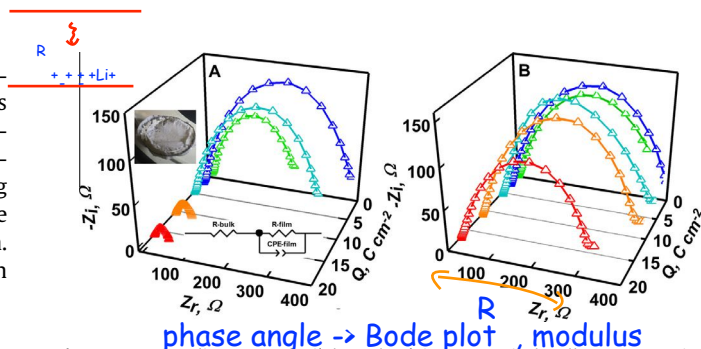 R
+ + + +Li+
- -
s
g
e
n.
n
A
B
-Zi, Ω
150
100
50
0
R-bulk
R-film
CPE-film
100
200
300
400
Zr, Ω
0
5
10
15
20
Q, C cm-2
-Zi, Ω
150
100
50
0
100
200
300
400
Zr, Ω
0
5
10
15
20
Q, C cm-2
R
phase angle -> Bode plot , modulus